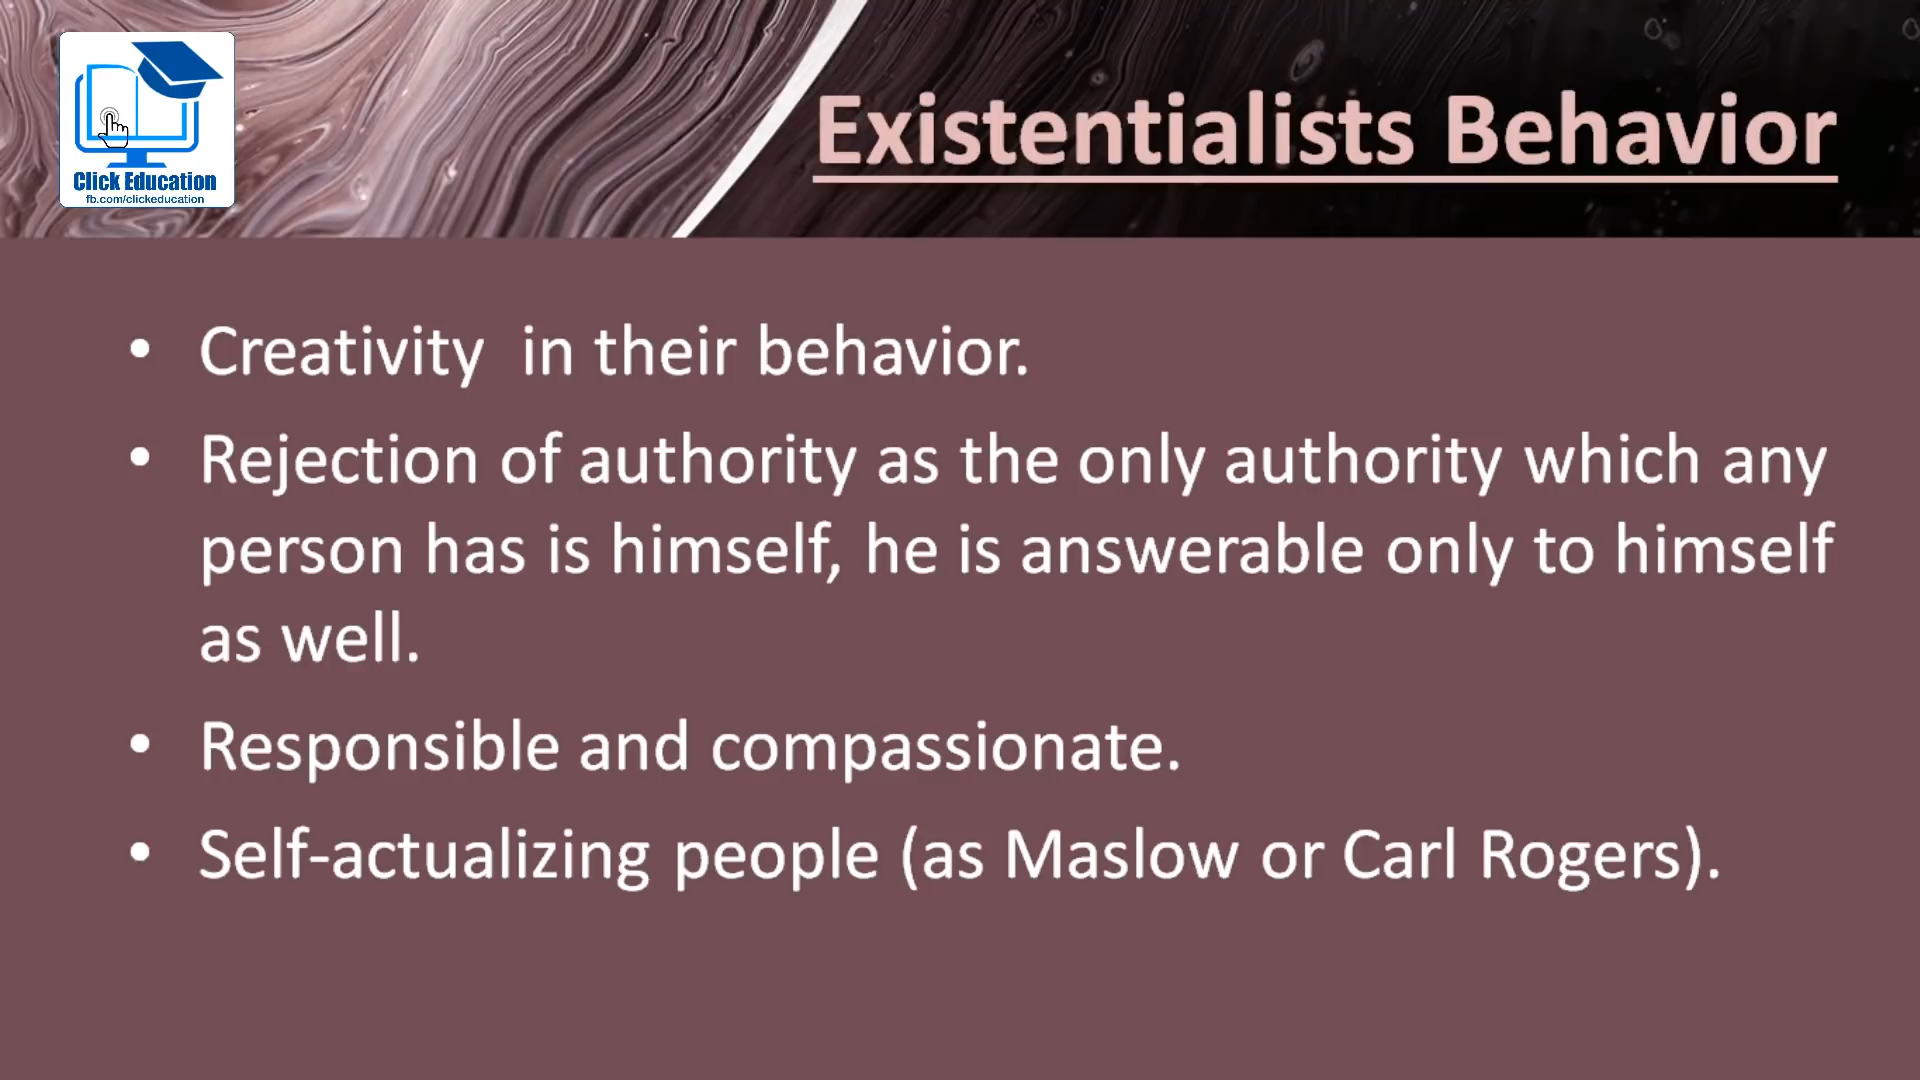 Click Education
fb.com/clickeducation
Existentialists Behavior
• Creativity  in their behavior.
• Rejection of authority as the only authority which any
person has is himself, he is answerable only to himself
as well.
• Responsible and compassionate.
• Self-actualizing people (as Maslow or Carl Rogers).